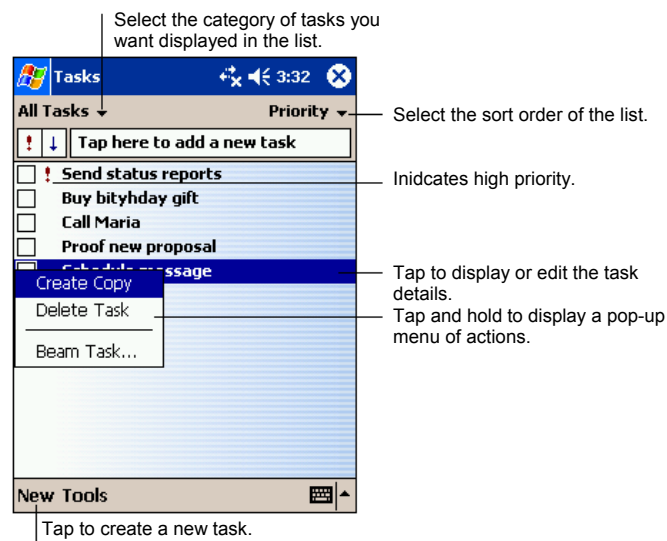 Select the category of tasks you
want displayed in the list.
Tasks 3:32
All Tasks Priority
Select the sort order of the list.
! ↓ Tap here to add a new task
! Send status reports
Inidcates high priority.
Buy bityhday gift
Call Maria
Proof new proposal
message
Tap to display or edit the task
details.
Create Copy
Delete Task
Tap and hold to display a pop-up
menu of actions.
Beam Task...
New Tools
Tap to create a new task.